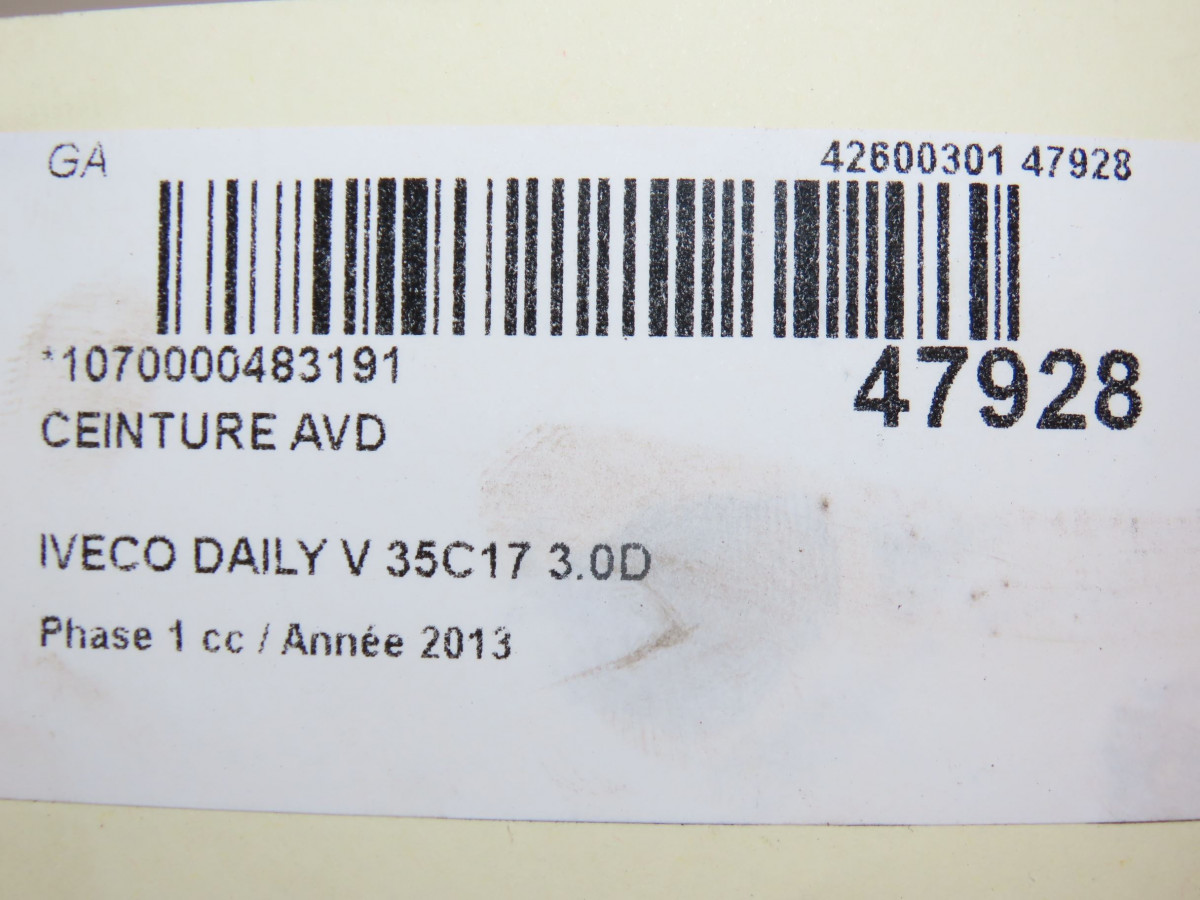 GA
42600301 47928
*1070000483191
47928
CEINTURE AVD
IVECO DAILY V 35C17 3.0D
Phase 1 cc / Année 2013